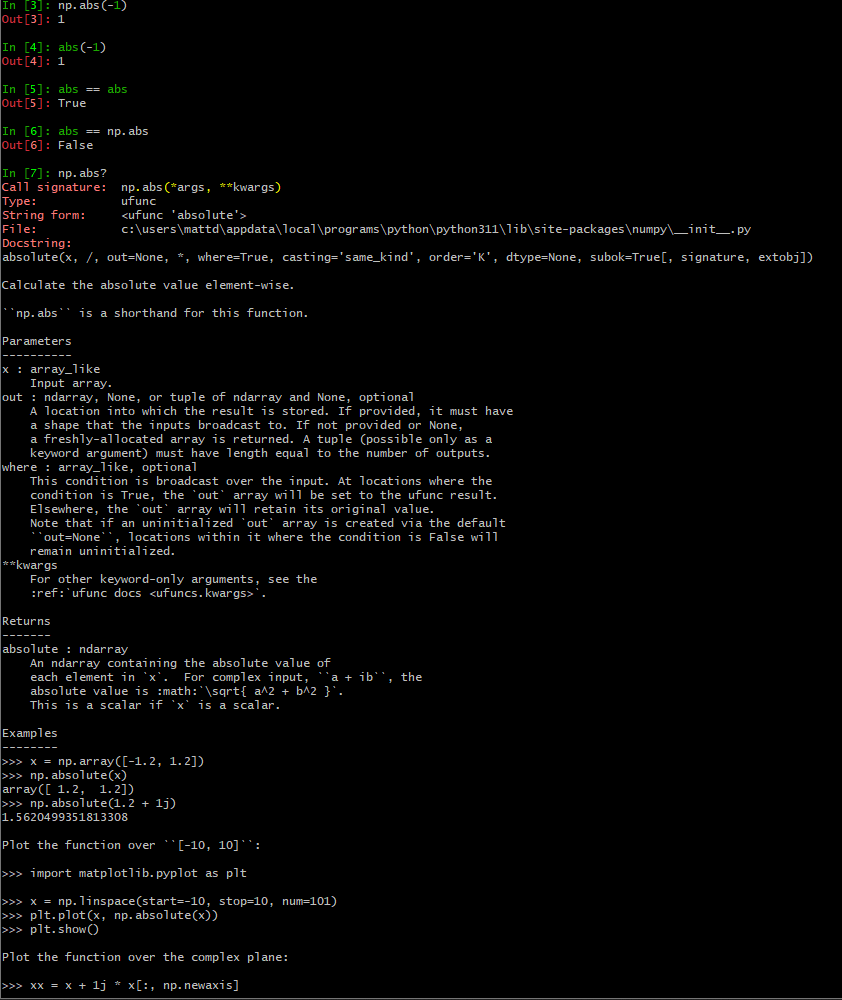 In [3]: np.abs(-1)
Out[3]: 1
In [4]: abs(-1)
Out[4]: 1
In [5]: abs == abs
Out[5]: True
In [6]: abs == np.abs
Out[6]: False
In [7]: np.abs?
Call signature:  np.abs(*args, **kwargs)
Type:            ufunc
String form:     <ufunc 'absolute'>
File:            c:\users\mattd\appdata\local\programs\python\python311\lib\site-packages\numpy\__init__.py
Docstring:
absolute(x, /, out=None, *, where=True, casting='same_kind', order='K', dtype=None, subok=True[, signature, extobj])
Calculate the absolute value element-wise.
``np.abs`` is a shorthand for this function.
Parameters
----------
x : array_like
    Input array.
out : ndarray, None, or tuple of ndarray and None, optional
    A location into which the result is stored. If provided, it must have
    a shape that the inputs broadcast to. If not provided or None,
    a freshly-allocated array is returned. A tuple (possible only as a
    keyword argument) must have length equal to the number of outputs.
where : array_like, optional
    This condition is broadcast over the input. At locations where the
    condition is True, the `out` array will be set to the ufunc result.
    Elsewhere, the `out` array will retain its original value.
    Note that if an uninitialized `out` array is created via the default
    ``out=None``, locations within it where the condition is False will
    remain uninitialized.
**kwargs
    For other keyword-only arguments, see the
    :ref:`ufunc docs <ufuncs.kwargs>`.
Returns
-------
absolute : ndarray
    An ndarray containing the absolute value of
    each element in `x`.  For complex input, ``a + ib``, the
    absolute value is :math:`\sqrt{ a^2 + b^2 }`.
    This is a scalar if `x` is a scalar.
Examples
--------
>>> x = np.array([-1.2, 1.2])
>>> np.absolute(x)
array([ 1.2,  1.2])
>>> np.absolute(1.2 + 1j)
1.5620499351813308
Plot the function over ``[-10, 10]``:
>>> import matplotlib.pyplot as plt
>>> x = np.linspace(start=-10, stop=10, num=101)
>>> plt.plot(x, np.absolute(x))
>>> plt.show()
Plot the function over the complex plane:
>>> xx = x + 1j * x[:, np.newaxis]